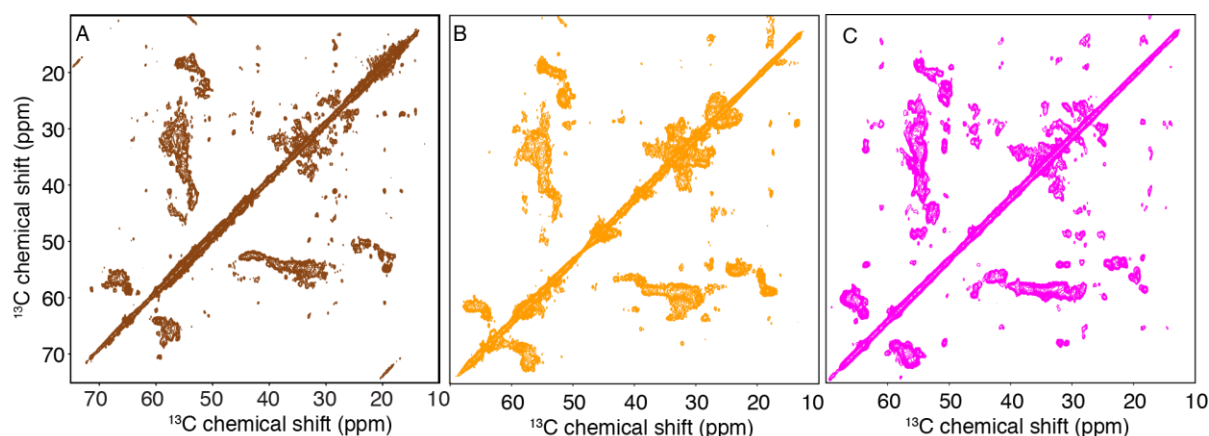 A
B
C
20
30
40
50
60
70
¹³C chemical shift (ppm)
70 60 50 40 30 20 10
60 50 40 30 20 10
60 50 40 30 20 10
¹³C chemical shift (ppm)
¹³C chemical shift (ppm)
¹³C chemical shift (ppm)